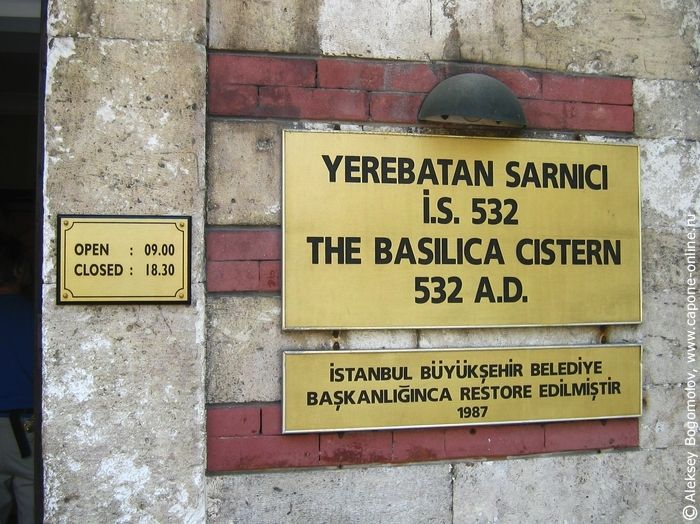 OPEN : 09.00
CLOSED : 18.30
YEREBATAN SARNICI
İ.S. 532
THE BASILICA CISTERN
532 A.D.
İSTANBUL BÜYÜKŞEHİR BELEDİYE
BAŞKANLIĞINCA RESTORE EDİLMİŞTİR
1987
© Aleksey Bogomolov, www.capone-online.ru